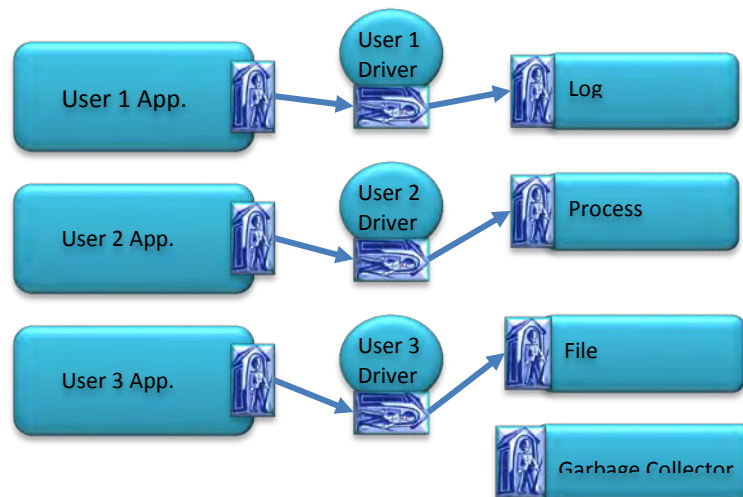 User 1 App.
User 1
Driver
Log
User 2 App.
User 2
Driver
Process
User 3 App.
User 3
Driver
File
Garbage Collector